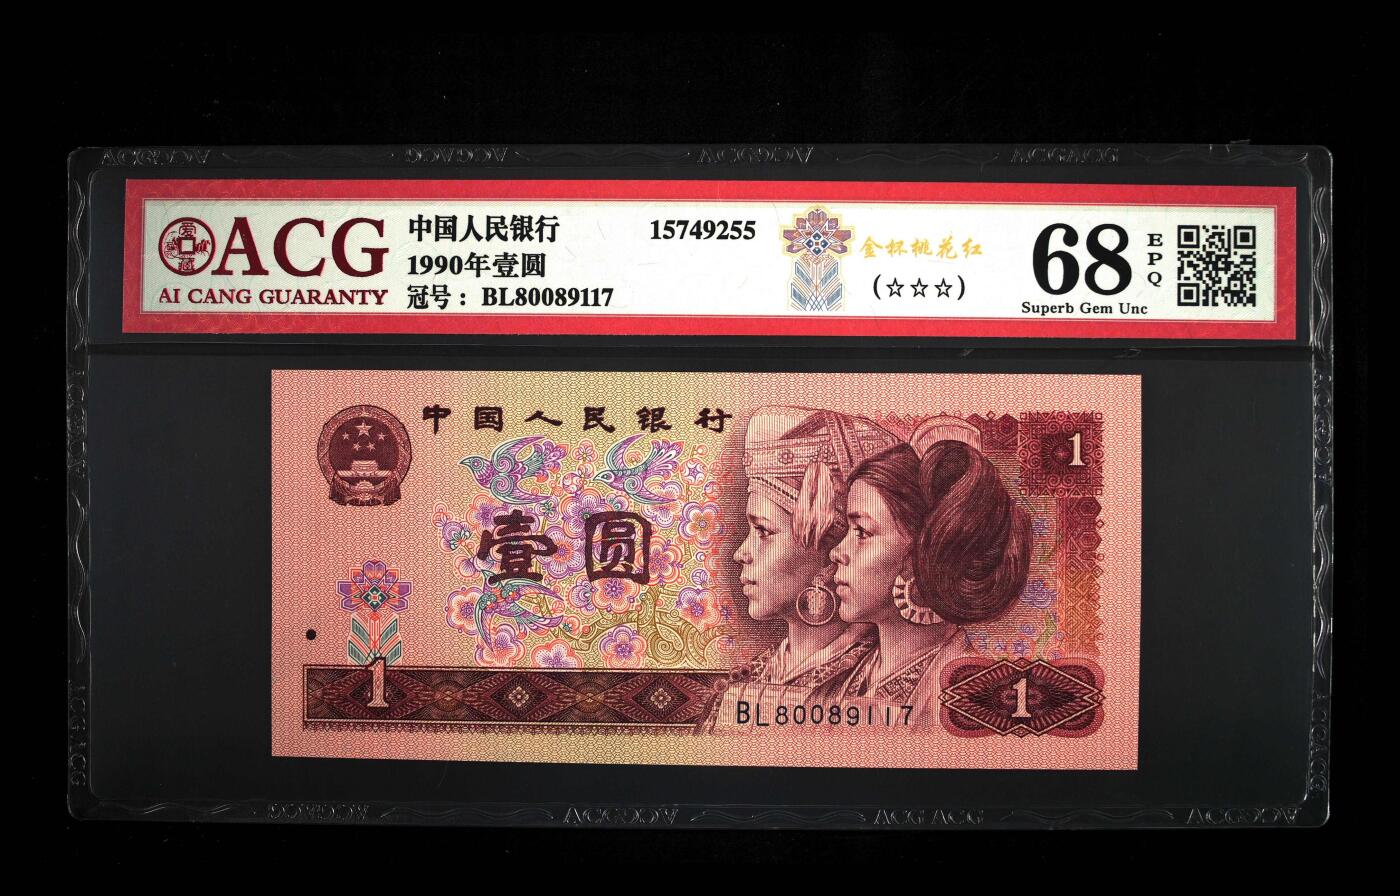 ACG
AI CANG GUARANTY
中国人民银行
1990年壹圆
冠号： BL80089117
15749255
金杯桃花红
(☆☆☆)
68
EPQ
Superb Gem Unc
中国人民银行
壹圆
1
1
1
BL80089117